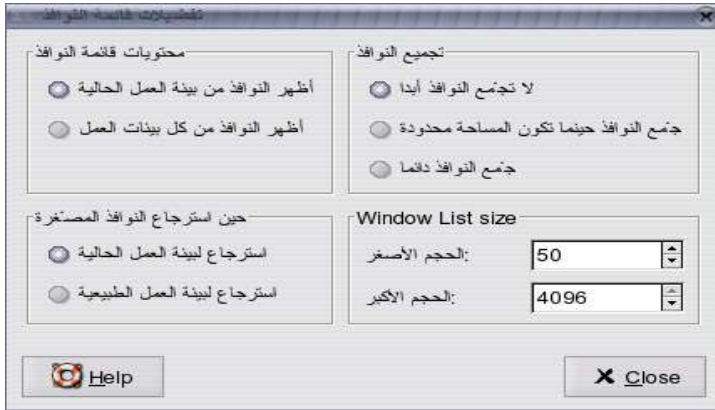 تفضيلات قائمة النوافذ
محتويات قائمة النوافذ
أظهر النوافذ من بيئة العمل الحالية
أظهر النوافذ من كل بيئات العمل
تجميع النوافذ
لا تجمّع النوافذ أبدا
جمّع النوافذ حينما تكون المساحة محدودة
جمّع النوافذ دائما
حين استرجاع النوافذ المصغّرة
استرجاع لبيئة العمل الحالية
استرجاع لبيئة العمل الطبيعية
Window List size
الحجم الأصغر: 50
الحجم الأكبر: 4096
Help
Close